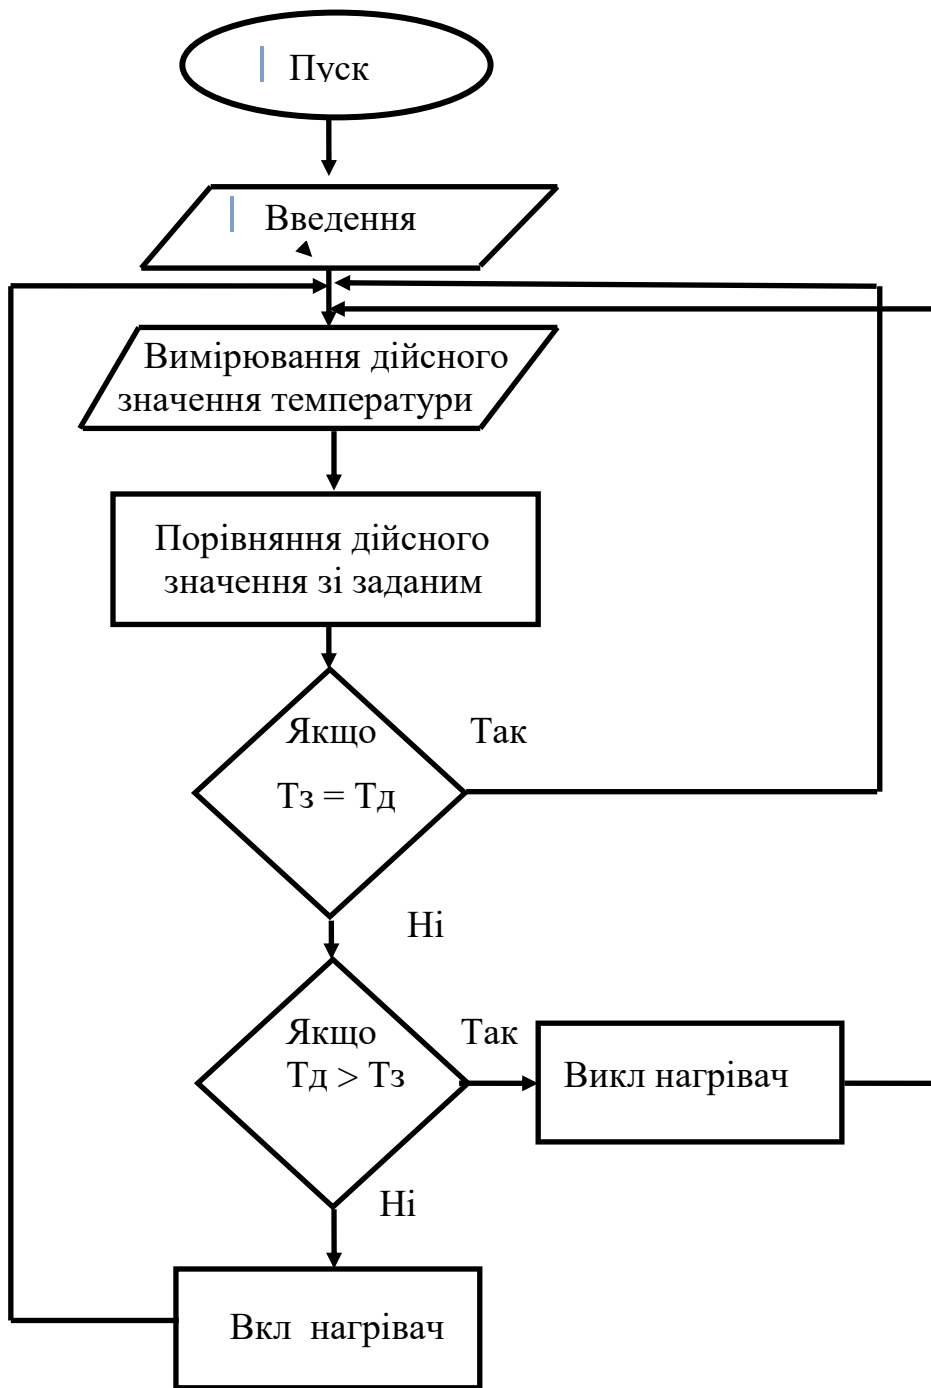 Пуск
Введення
Вимірювання дійсного
значення температури
Порівняння дійсного
значення зі заданим
Якщо
Так
Тз = Тд
Ні
Якщо
Так
Тд > Тз
Викл нагрівач
Ні
Вкл нагрівач